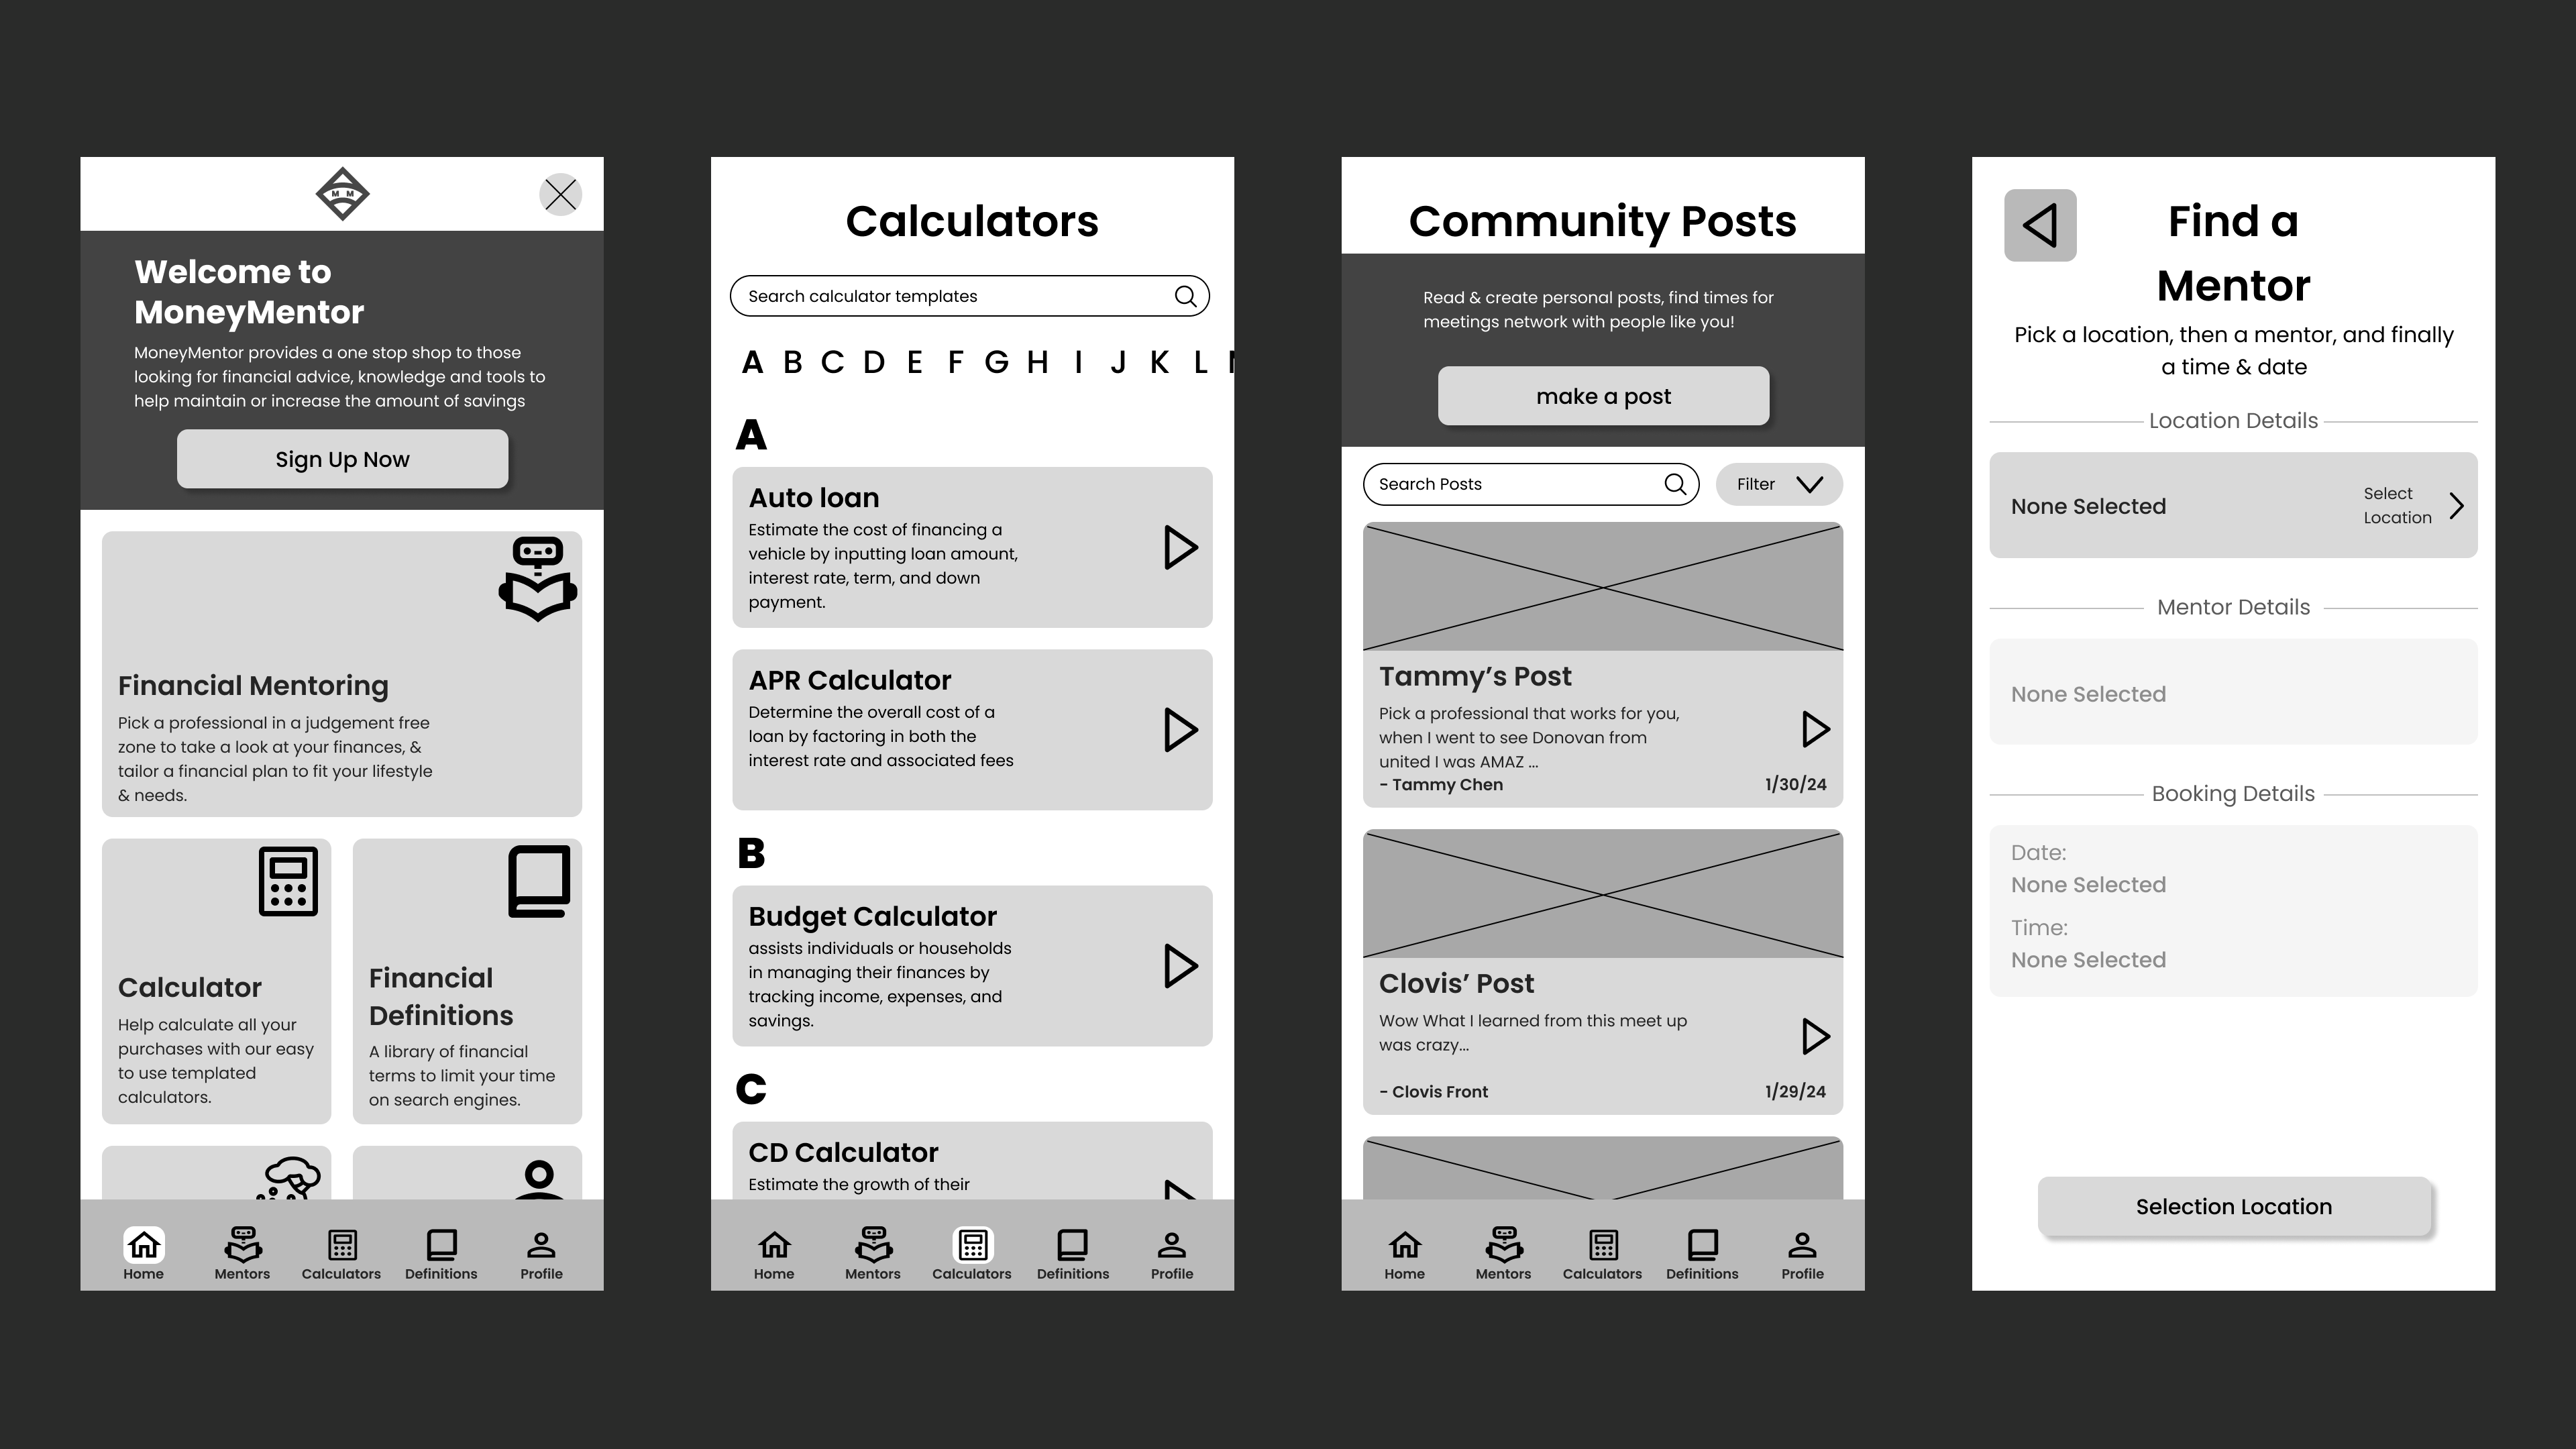 M M
Welcome to
MoneyMentor
MoneyMentor provides a one stop shop to those
looking for financial advice, knowledge and tools to
help maintain or increase the amount of savings
Sign Up Now
Financial Mentoring
Pick a professional in a judgement free
zone to take a look at your finances, &
tailor a financial plan to fit your lifestyle
& needs.
Calculator
Help calculate all your
purchases with our easy
to use templated
calculators.
Financial
Definitions
A library of financial
terms to limit your time
on search engines.
Home Mentors Calculators Definitions Profile
Calculators
Search calculator templates
A B C D E F G H I J K L
A
Auto loan
Estimate the cost of financing a
vehicle by inputting loan amount,
interest rate, term, and down
payment.
APR Calculator
Determine the overall cost of a
loan by factoring in both the
interest rate and associated fees
B
Budget Calculator
assists individuals or households
in managing their finances by
tracking income, expenses, and
savings.
C
CD Calculator
Estimate the growth of their
Home Mentors Calculators Definitions Profile
Community Posts
Read & create personal posts, find times for
meetings network with people like you!
make a post
Search Posts
Filter
Tammy’s Post
Pick a professional that works for you,
when I went to see Donovan from
united I was AMAZ ...
- Tammy Chen 1/30/24
Clovis’ Post
Wow What I learned from this meet up
was crazy...
- Clovis Front 1/29/24
Home Mentors Calculators Definitions Profile
Find a
Mentor
Pick a location, then a mentor, and finally
a time & date
Location Details
None Selected
Select
Location
Mentor Details
None Selected
Booking Details
Date:
None Selected
Time:
None Selected
Selection Location